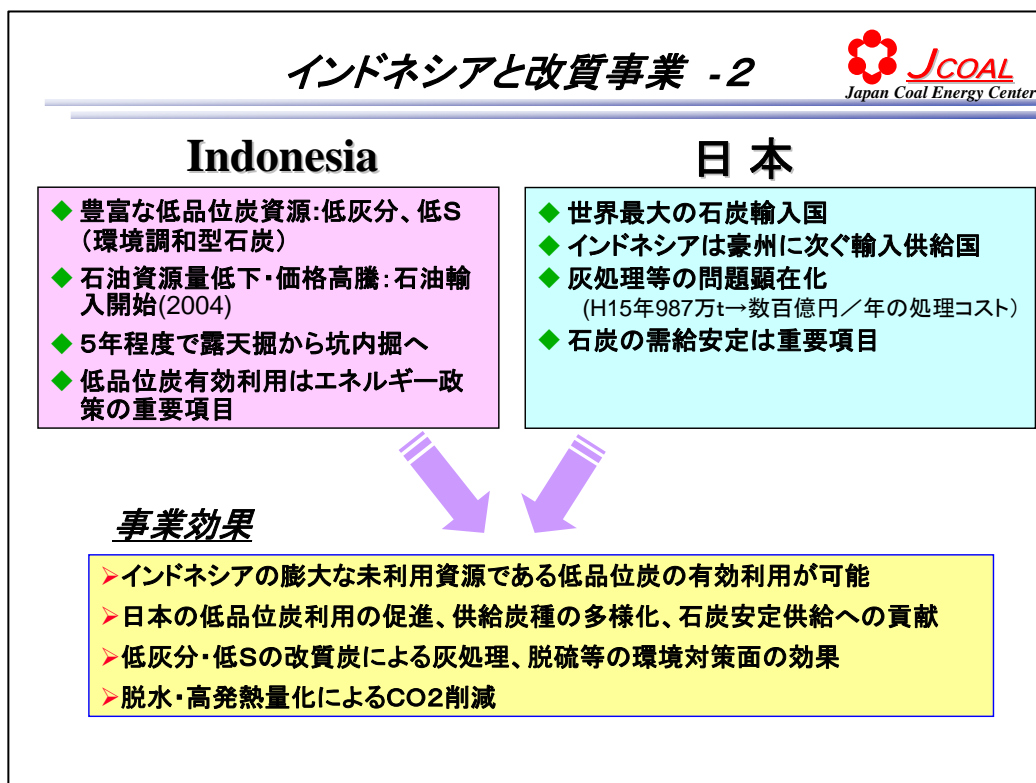 インドネシアと改質事業 -2
JCOAL
Japan Coal Energy Center
Indonesia
◆ 豊富な低品位炭資源:低灰分、低S
（環境調和型石炭）
◆ 石油資源量低下・価格高騰：石油輸
入開始(2004)
◆ 5年程度で露天掘から坑内掘へ
◆ 低品位炭有効利用はエネルギー政
策の重要項目
日 本
◆ 世界最大の石炭輸入国
◆ インドネシアは豪州に次ぐ輸入供給国
◆ 灰処理等の問題顕在化
(H15年987万t→数百億円／年の処理コスト）
◆ 石炭の需給安定は重要項目
事業効果
➢インドネシアの膨大な未利用資源である低品位炭の有効利用が可能
➢日本の低品位炭利用の促進、供給炭種の多様化、石炭安定供給への貢献
➢低灰分・低Sの改質炭による灰処理、脱硫等の環境対策面の効果
➢脱水・高発熱量化によるCO2削減